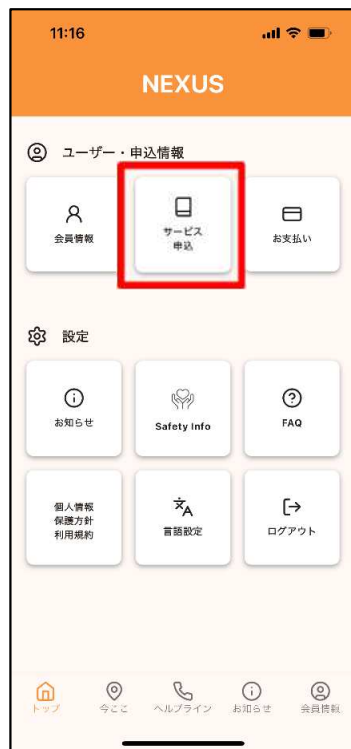 11:16
NEXUS
ユーザー・申込情報
会員情報
サービス
申込
お支払い
設定
お知らせ
Safety Info
FAQ
個人情報
保護方針
利用規約
言語設定
ログアウト
トップ
今ここ
ヘルプライン
お知らせ
会員情報